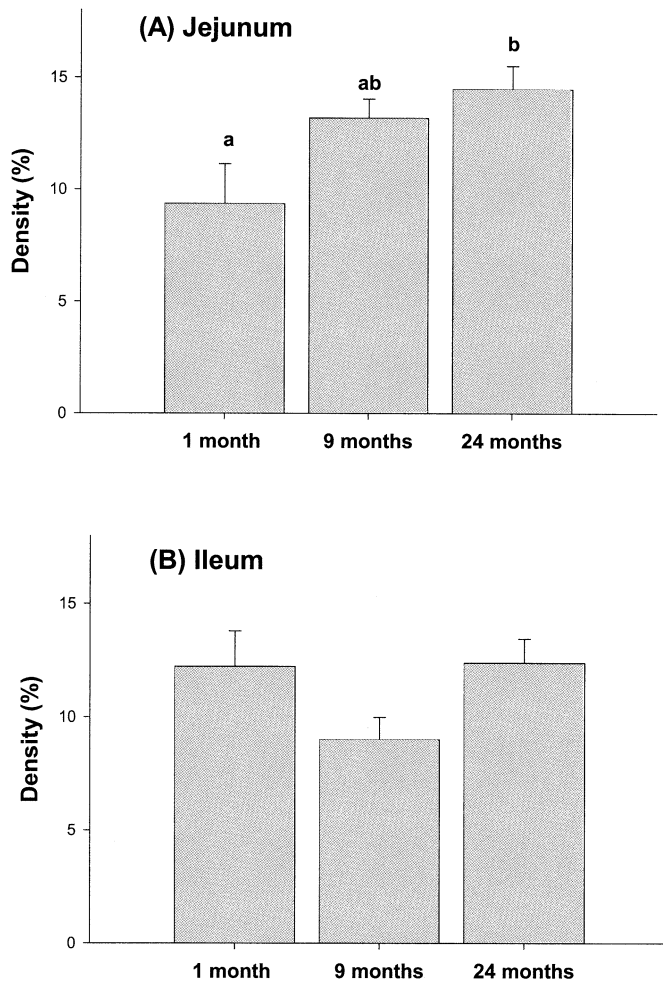 (A) Jejunum
b
15
ab
a
10
Density (%)
5
0
1 month 9 months 24 months
(B) Ileum
15
10
Density (%)
5
0
1 month 9 months 24 months